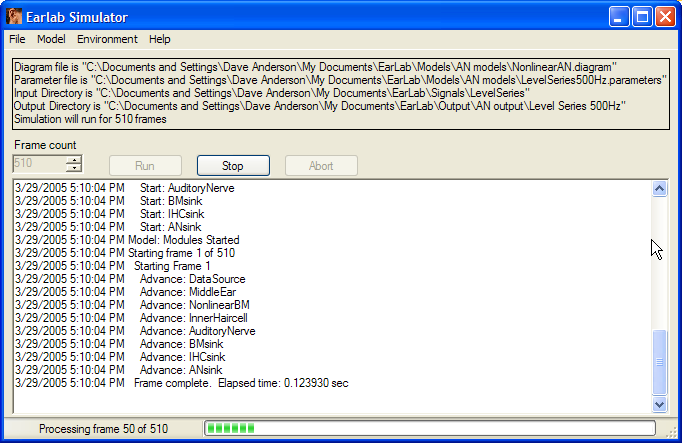 Earlab Simulator
File Model Environment Help
Diagram file is "C:\Documents and Settings\Dave Anderson\My Documents\EarLab\Models\AN models\NonlinearAN.diagram"
Parameter file is "C:\Documents and Settings\Dave Anderson\My Documents\EarLab\Models\AN models\LevelSeries500Hz.parameters"
Input Directory is "C:\Documents and Settings\Dave Anderson\My Documents\EarLab\Signals\LevelSeries"
Output Directory is "C:\Documents and Settings\Dave Anderson\My Documents\EarLab\Output\AN output\Level Series 500Hz"
Simulation will run for 510 frames
Frame count
510 Run Stop Abort
3/29/2005 5:10:04 PM Start: AuditoryNerve
3/29/2005 5:10:04 PM Start: BMsink
3/29/2005 5:10:04 PM Start: IHCsink
3/29/2005 5:10:04 PM Start: ANsink
3/29/2005 5:10:04 PM Model: Modules Started
3/29/2005 5:10:04 PM Starting frame 1 of 510
3/29/2005 5:10:04 PM Starting Frame 1
3/29/2005 5:10:04 PM Advance: DataSource
3/29/2005 5:10:04 PM Advance: MiddleEar
3/29/2005 5:10:04 PM Advance: NonlinearBM
3/29/2005 5:10:04 PM Advance: InnerHaircell
3/29/2005 5:10:04 PM Advance: AuditoryNerve
3/29/2005 5:10:04 PM Advance: BMsink
3/29/2005 5:10:04 PM Advance: IHCsink
3/29/2005 5:10:04 PM Advance: ANsink
3/29/2005 5:10:04 PM Frame complete. Elapsed time: 0.123930 sec
Processing frame 50 of 510